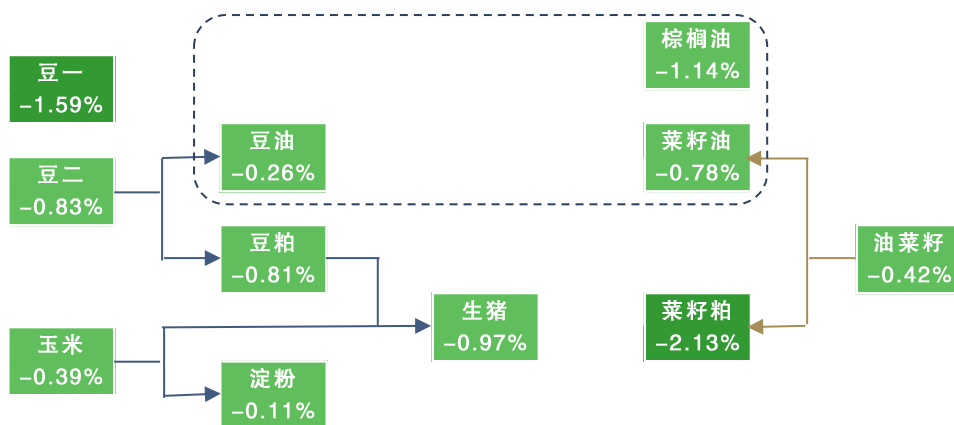 棕榈油
-1.14%
豆一
-1.59%
豆油
-0.26%
菜籽油
-0.78%
豆二
-0.83%
豆粕
-0.81%
油菜籽
-0.42%
生猪
-0.97%
菜籽粕
-2.13%
玉米
-0.39%
淀粉
-0.11%